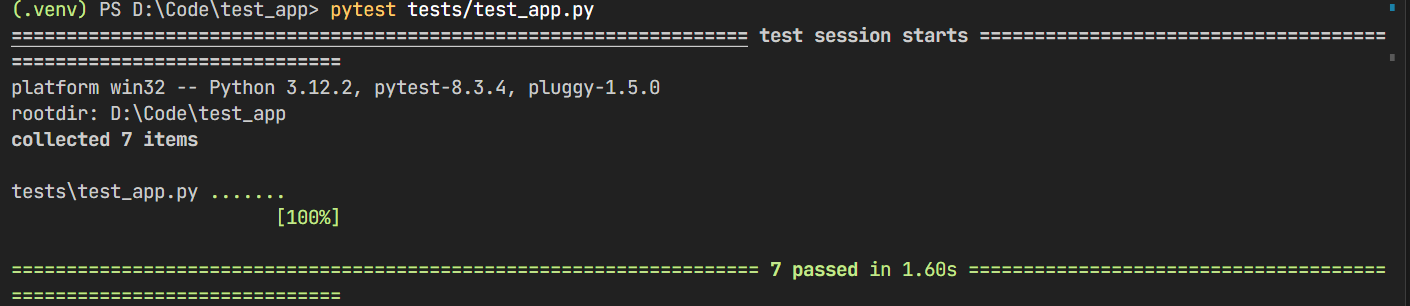 (.venv) PS D:\Code\test_app> pytest tests/test_app.py
=================================================================== test session starts =====================================
==============================
platform win32 -- Python 3.12.2, pytest-8.3.4, pluggy-1.5.0
rootdir: D:\Code\test_app
collected 7 items

tests\test_app.py .......
                        [100%]

==================================================================== 7 passed in 1.60s ======================================
==============================